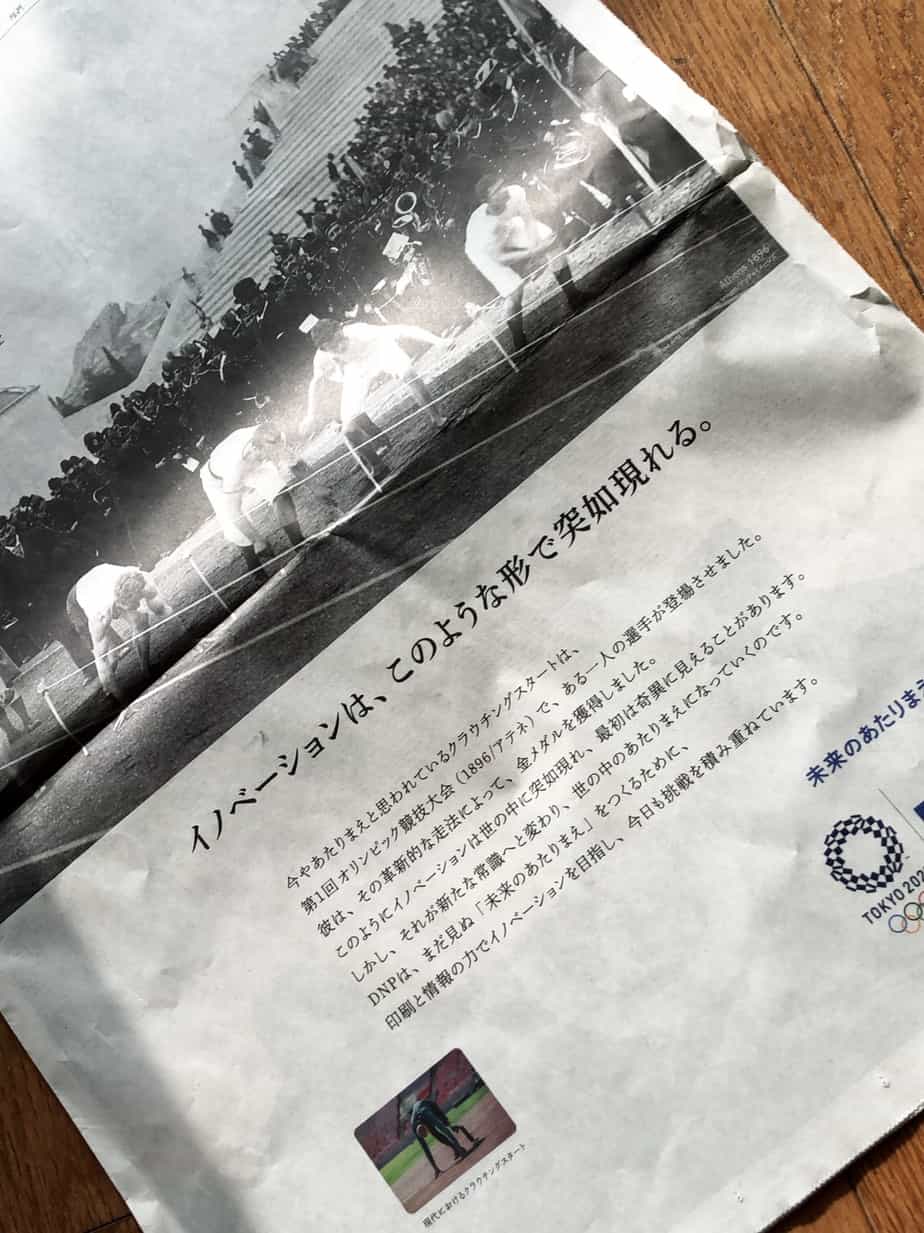 Athens 1896
イノベーションは、このような形で突如現れる。
今やあたりまえと思われているクラウチングスタートは、
第1回 オリンピック競技大会(1896/アテネ)で、ある一人の選手が登場させました。
彼は、その革新的な走法によって、金メダルを獲得しました。
このようにイノベーションは世の中に突如現れ、最初は奇異に見えることがあります。
しかし、それが新たな常識へと変わり、世の中のあたりまえになっていくのです。
DNPは、まだ見ぬ「未来のあたりまえ」をつくるために、
印刷と情報の力でイノベーションを目指し、今日も挑戦を積み重ねています。
未来のあたりまえ
TOKYO 202
現代におけるクラウチングスタート